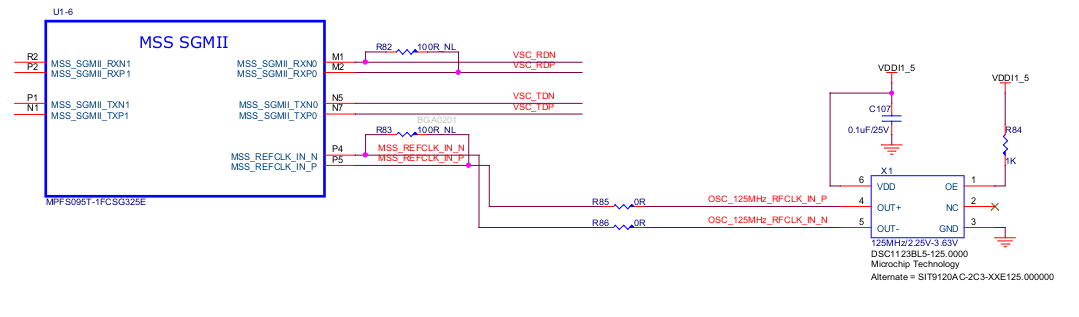 U1-6
MSS SGMII
R2 MSS_SGMII_RXN1 MSS_SGMII_RXN0 M1
P2 MSS_SGMII_RXP1 MSS_SGMII_RXP0 M2
P1 MSS_SGMII_TXN1 MSS_SGMII_TXN0 N5
N1 MSS_SGMII_TXP1 MSS_SGMII_TXP0 N7
MSS_REFCLK_IN_N P4
MSS_REFCLK_IN_P P5
MPFS095T-1FCSG325E
R82 100R_NL
VSC_RDN
VSC_RDP
VSC_TDN
VSC_TDP
BGA0201
R83 100R_NL
MSS_REFCLK_IN_N
MSS_REFCLK_IN_P
R85 0R OSC_125MHz_RFCLK_IN_P
R86 0R OSC_125MHz_RFCLK_IN_N
VDDI1_5
C107
0.1uF/25V
VDDI1_5
R84
1K
X1
6 VDD OE 1
4 OUT+ NC 2
5 OUT- GND 3
125MHz/2.25V-3.63V
DSC1123BL5-125.0000
Microchip Technology
Alternate = SIT9120AC-2C3-XXE125.000000